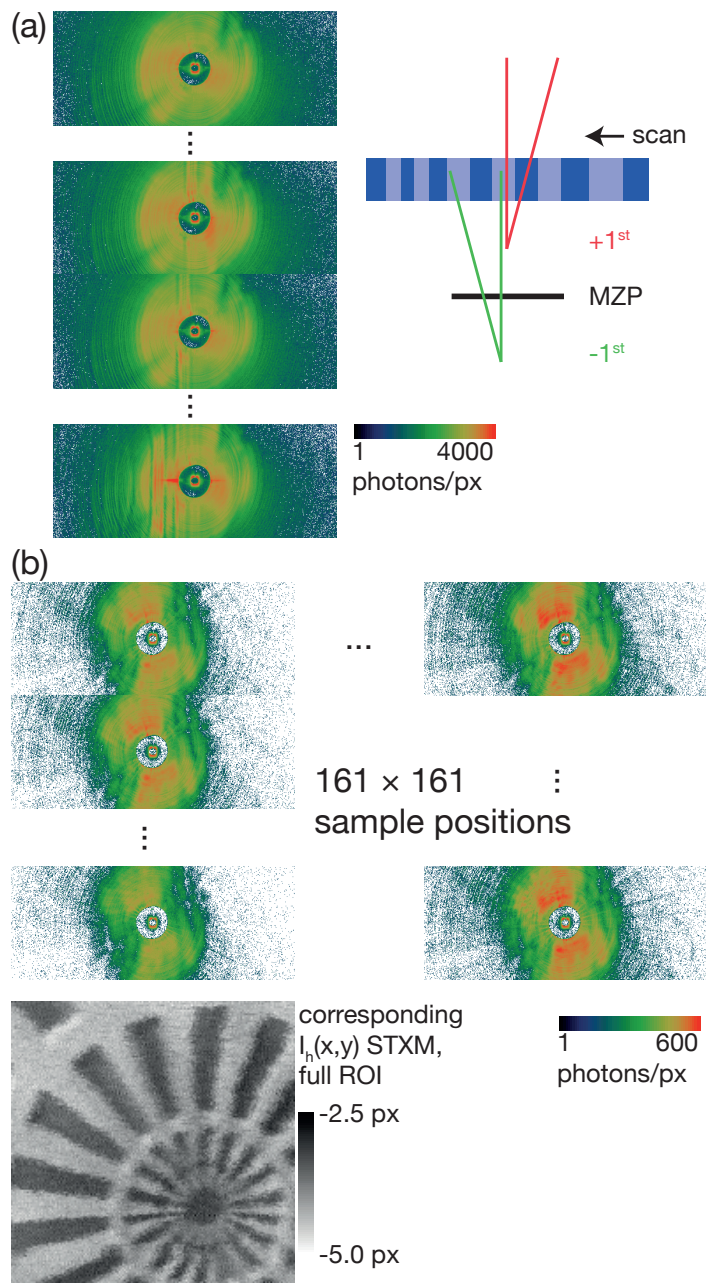 (a)
⋮
scan
+1st
MZP
-1st
⋮
1 4000
photons/px
(b)
...
161 × 161 ⋮
sample positions
⋮
corresponding
Ih(x,y) STXM,
full ROI
-2.5 px
-5.0 px
1 600
photons/px